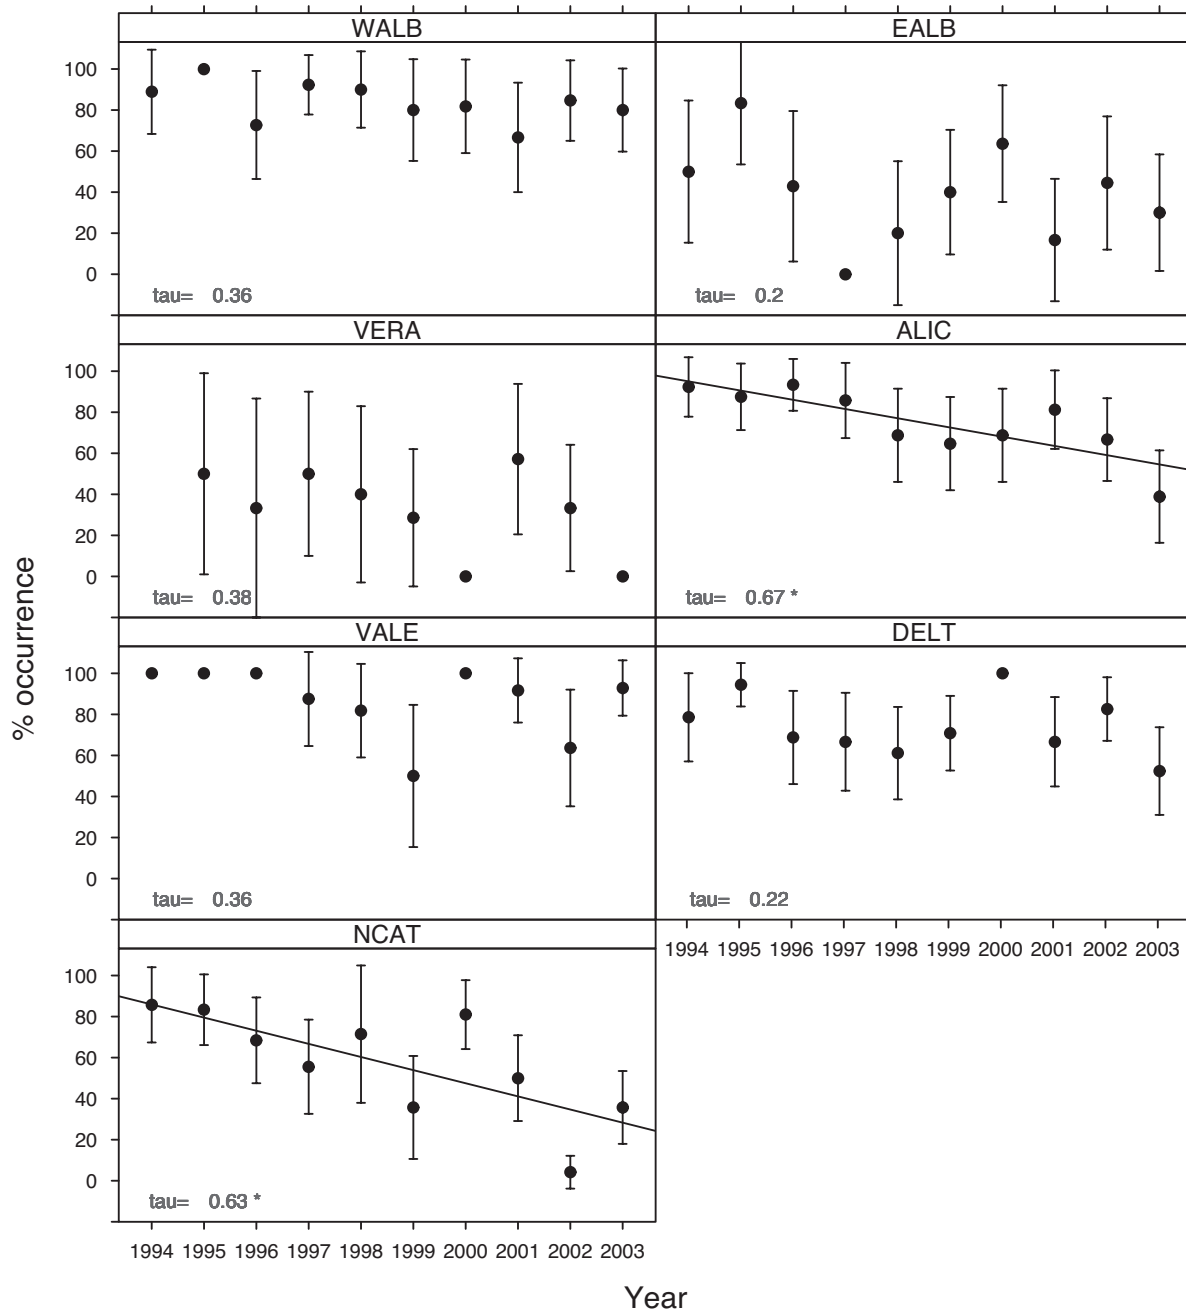 WALB EALB
100
80
60
40
20
0
tau= 0.36 tau= 0.2
VERA ALIC
100
80
60
40
20
0
tau= 0.38 tau= 0.67 *
VALE DELT
100
80
60
40
20
0
tau= 0.36 tau= 0.22
NCAT
1994 1995 1996 1997 1998 1999 2000 2001 2002 2003
100
80
60
40
20
0
tau= 0.63 *
1994 1995 1996 1997 1998 1999 2000 2001 2002 2003
Year
% occurrence